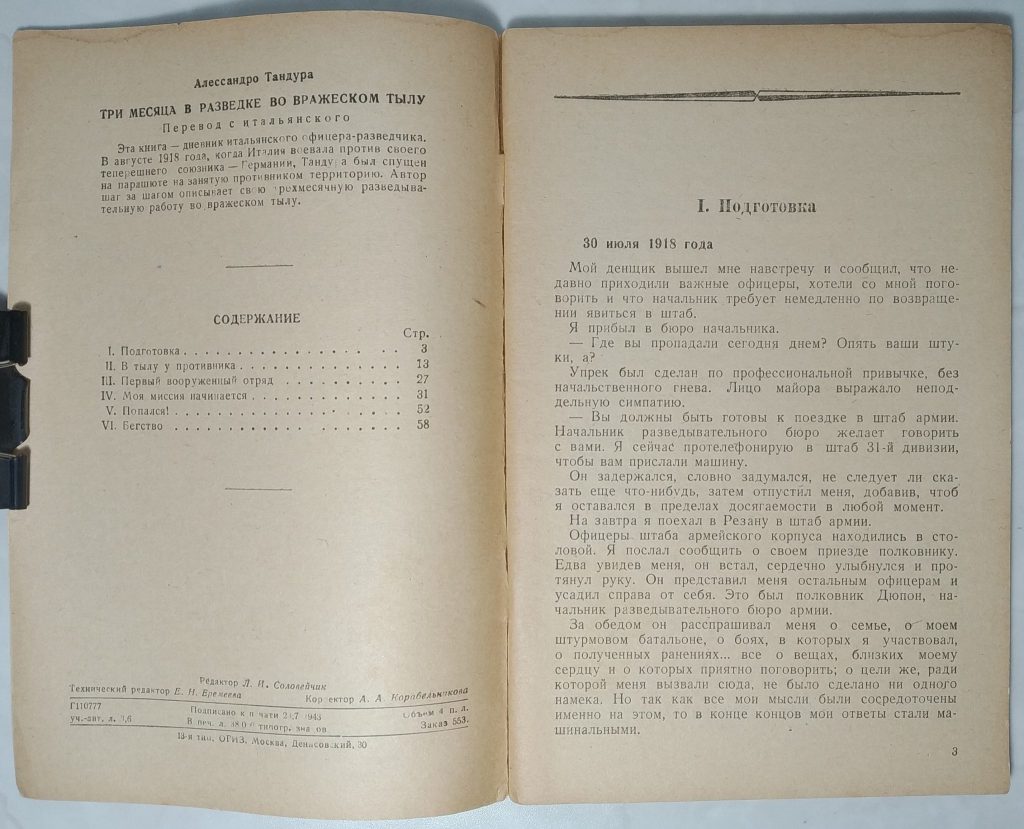 Алессандро Тандура
ТРИ МЕСЯЦА В РАЗВЕДКЕ ВО ВРАЖЕСКОМ ТЫЛУ
Перевод с итальянского
Эта книга — дневник итальянского офицера-разведчика.
В августе 1918 года, когда Италия воевала против своего
теперешнего союзника — Германии, Тандура был спущен
на парашюте на занятую противником территорию. Автор
шаг за шагом описывает свою трехмесячную разведыва-
тельную работу во вражеском тылу.
СОДЕРЖАНИЕ
Стр.
I. Подготовка . . . . . . . . . . . . . . . . . 3
II. В тылу у противника . . . . . . . . . . . . . . 13
III. Первый вооруженный отряд . . . . . . . . . . 27
IV. Моя миссия начинается . . . . . . . . . . . . . 31
V. Попался! . . . . . . . . . . . . . . . . . . 52
VI. Бегство . . . . . . . . . . . . . . . . . . 58
Редактор Л. И. Соловейчик
Технический редактор Е. Н. Еремеева Корректор А. А. Корабельникова
Г110777 Подписано к печати 1943 Объем 4 п. л.
уч.-авт. л. 3,6 В печ. л. типогр. знаков Заказ 553.
13-я тип. ОГИЗ, Москва, Денисовский, 30
I. Подготовка
30 июля 1918 года
Мой денщик вышел мне навстречу и сообщил, что не-
давно приходили важные офицеры, хотели со мной пого-
ворить и что начальник требует немедленно по возвраще-
нии явиться в штаб.
Я прибыл в бюро начальника.
— Где вы пропадали сегодня днем? Опять ваши шту-
ки, а?
Упрек был сделан по профессиональной привычке, без
начальственного гнева. Лицо майора выражало непод-
дельную симпатию.
— Вы должны быть готовы к поездке в штаб армии.
Начальник разведывательного бюро желает говорить
с вами. Я сейчас протелефонирую в штаб 31-й дивизии,
чтобы вам прислали машину.
Он задержался, словно задумался, не следует ли ска-
зать еще что-нибудь, затем отпустил меня, добавив, чтоб
я оставался в пределах досягаемости в любой момент.
На завтра я поехал в Резану в штаб армии.
Офицеры штаба армейского корпуса находились в сто-
ловой. Я послал сообщить о своем приезде полковнику.
Едва увидев меня, он встал, сердечно улыбнулся и про-
тянул руку. Он представил меня остальным офицерам и
усадил справа от себя. Это был полковник Дюпон, на-
чальник разведывательного бюро армии.
За обедом он расспрашивал меня о семье, о моем
штурмовом батальоне, о боях, в которых я участвовал,
о полученных ранениях... все о вещах, близких моему
сердцу и о которых приятно поговорить; о цели же, ради
которой меня вызвали сюда, не было сделано ни одного
намека. Но так как все мои мысли были сосредоточены
именно на этом, то в конце концов мои ответы стали ма-
шинальными.
3